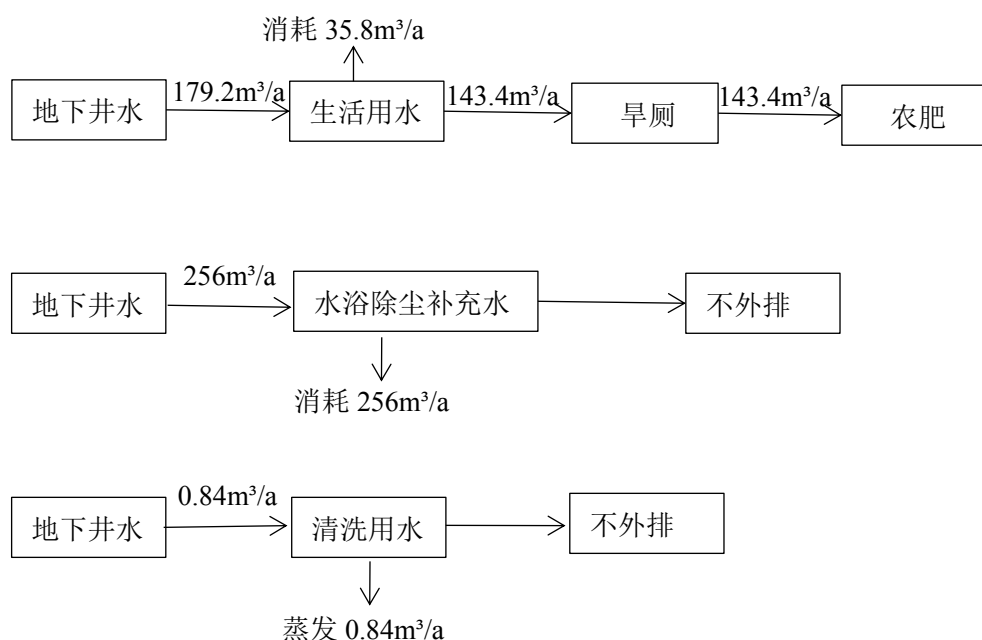 消耗 35.8m³/a
地下井水
179.2m³/a
生活用水
143.4m³/a
旱厕
143.4m³/a
农肥
地下井水
256m³/a
水浴除尘补充水
不外排
消耗 256m³/a
地下井水
0.84m³/a
清洗用水
不外排
蒸发 0.84m³/a